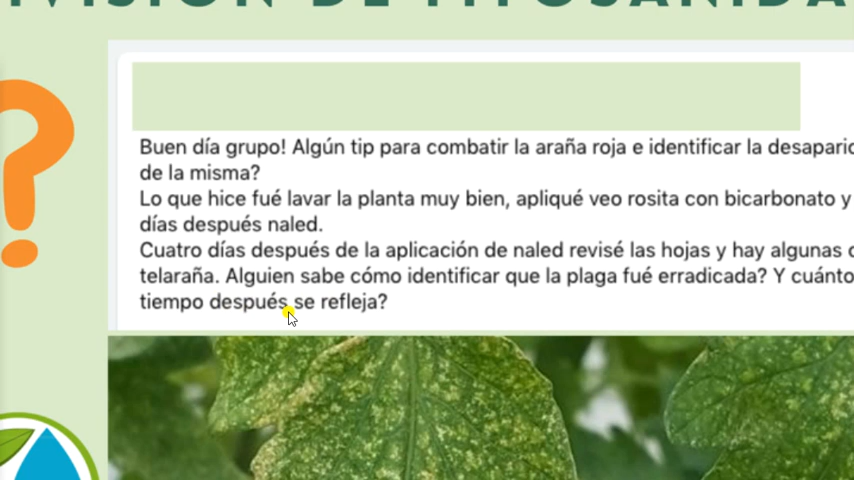 DIVISIÓN DE FITOSANIDA
Buen día grupo! Algún tip para combatir la araña roja e identificar la
de la misma?
Lo que hice fué lavar la planta muy bien, apliqué veo rosita con bicarbonato y
días después naled.
Cuatro días después de la aplicación de naled revisé las hojas y hay algunas
telaraña. Alguien sabe cómo identificar que la plaga fué erradicada? Y cuánto
tiempo después se refleja?